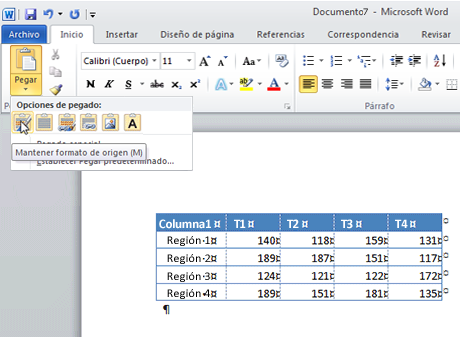 Documento7 - Microsoft Word
Archivo Inicio Insertar Diseño de página Referencias Correspondencia Revisar
Calibri (Cuerpo) 11 A A Aa
Pegar
N K S abc x₂ x² A ab A
Párrafo
Opciones de pegado:
A
Mantener formato de origen (M)
Establecer Pegar predeterminado...
Columna1¤ T1¤ T2¤ T3¤ T4¤ ¤
Región·1¤ 140¤ 118¤ 159¤ 131¤ ¤
Región·2¤ 189¤ 187¤ 151¤ 117¤ ¤
Región·3¤ 124¤ 121¤ 122¤ 172¤ ¤
Región·4¤ 189¤ 151¤ 181¤ 135¤ ¤
¶